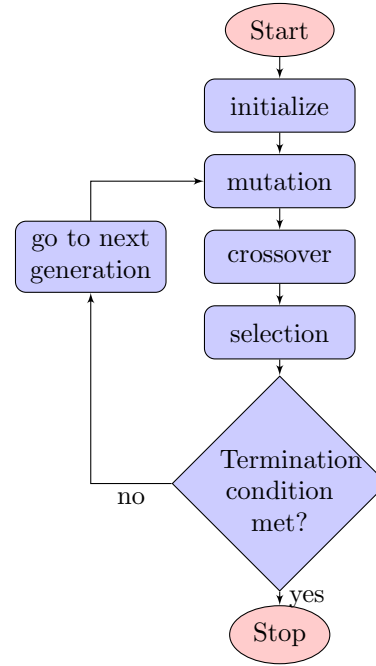 Start
initialize
mutation
go to next
generation
crossover
selection
Termination
condition
met?
no
yes
Stop